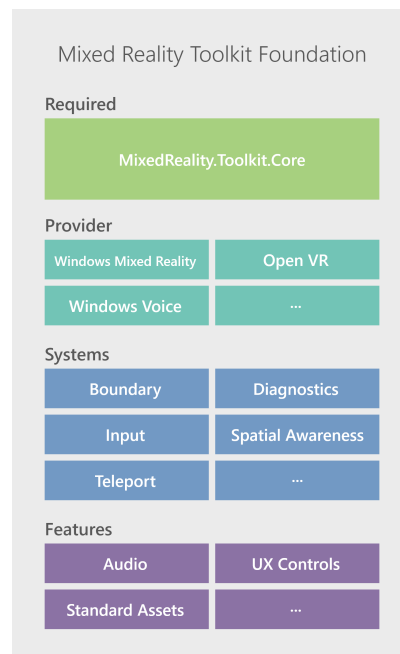 Mixed Reality Toolkit Foundation
Required
MixedReality.Toolkit.Core
Provider
Windows Mixed Reality
Open VR
Windows Voice
...
Systems
Boundary
Diagnostics
Input
Spatial Awareness
Teleport
...
Features
Audio
UX Controls
Standard Assets
...